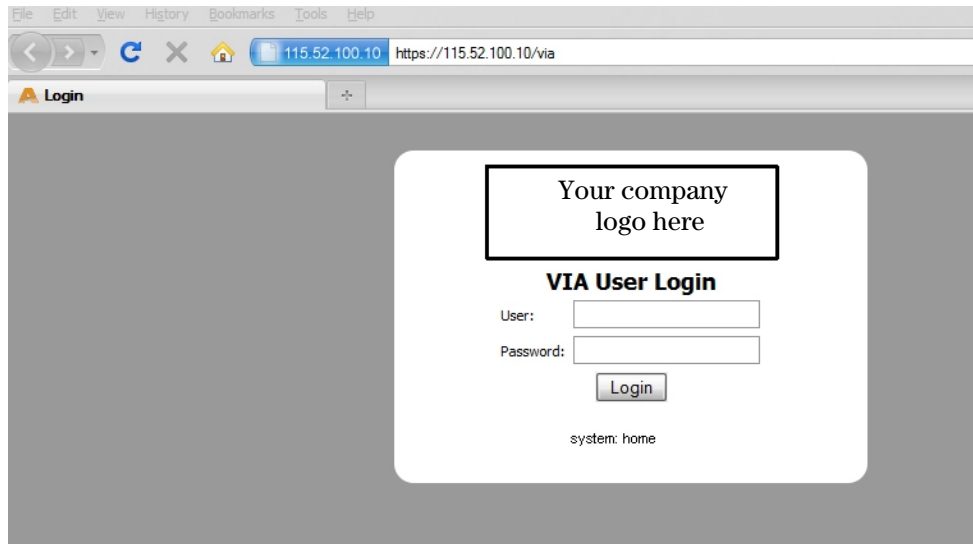 File Edit View History Bookmarks Tools Help
115.52.100.10 https://115.52.100.10/via
Login
Your company
logo here
VIA User Login
User:
Password:
Login
system: home